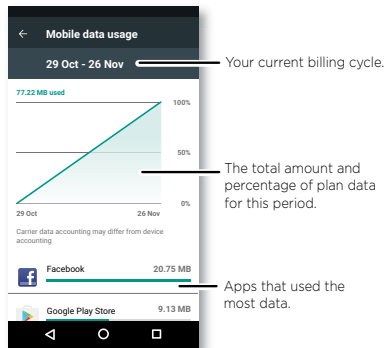 Mobile data usage
29 Oct - 26 Nov
Your current billing cycle.
77.22 MB used
100%
50%
The total amount and
percentage of plan data
for this period.
0%
29 Oct
26 Nov
Carrier data accounting may differ from device
accounting
Facebook
20.75 MB
Apps that used the
most data.
Google Play Store
9.13 MB